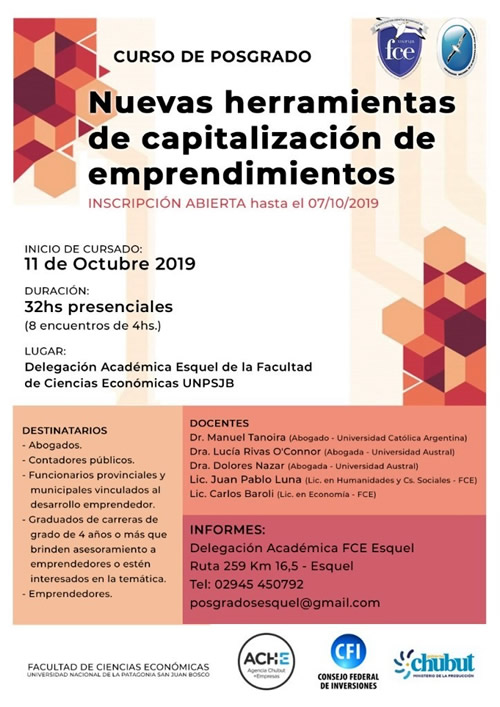 CURSO DE POSGRADO
fce
Nuevas herramientas
de capitalización de
emprendimientos
INSCRIPCIÓN ABIERTA hasta el 07/10/2019
INICIO DE CURSADO:
11 de Octubre 2019
DURACIÓN:
32hs presenciales
(8 encuentros de 4hs.)
LUGAR:
Delegación Académica Esquel de la Facultad
de Ciencias Económicas UNPSJB
DESTINATARIOS
- Abogados.
- Contadores públicos.
- Funcionarios provinciales y
municipales vinculados al
desarrollo emprendedor.
- Graduados de carreras de
grado de 4 años o más que
brinden asesoramiento a
emprendedores o estén
interesados en la temática.
- Emprendedores.
DOCENTES
Dr. Manuel Tanoira (Abogado - Universidad Católica Argentina)
Dra. Lucía Rivas O'Connor (Abogada - Universidad Austral)
Dra. Dolores Nazar (Abogada - Universidad Austral)
Lic. Juan Pablo Luna (Lic. en Humanidades y Cs. Sociales - FCE)
Lic. Carlos Baroli (Lic. en Economía - FCE)
INFORMES:
Delegación Académica FCE Esquel
Ruta 259 Km 16,5 - Esquel
Tel: 02945 450792
posgradosesquel@gmail.com
FACULTAD DE CIENCIAS ECONÓMICAS
UNIVERSIDAD NACIONAL DE LA PATAGONIA SAN JUAN BOSCO
ACHE
Agencia Chubut
+Empresas
CFI
CONSEJO FEDERAL
DE INVERSIONES
chubut
MINISTERIO DE LA PRODUCCIÓN